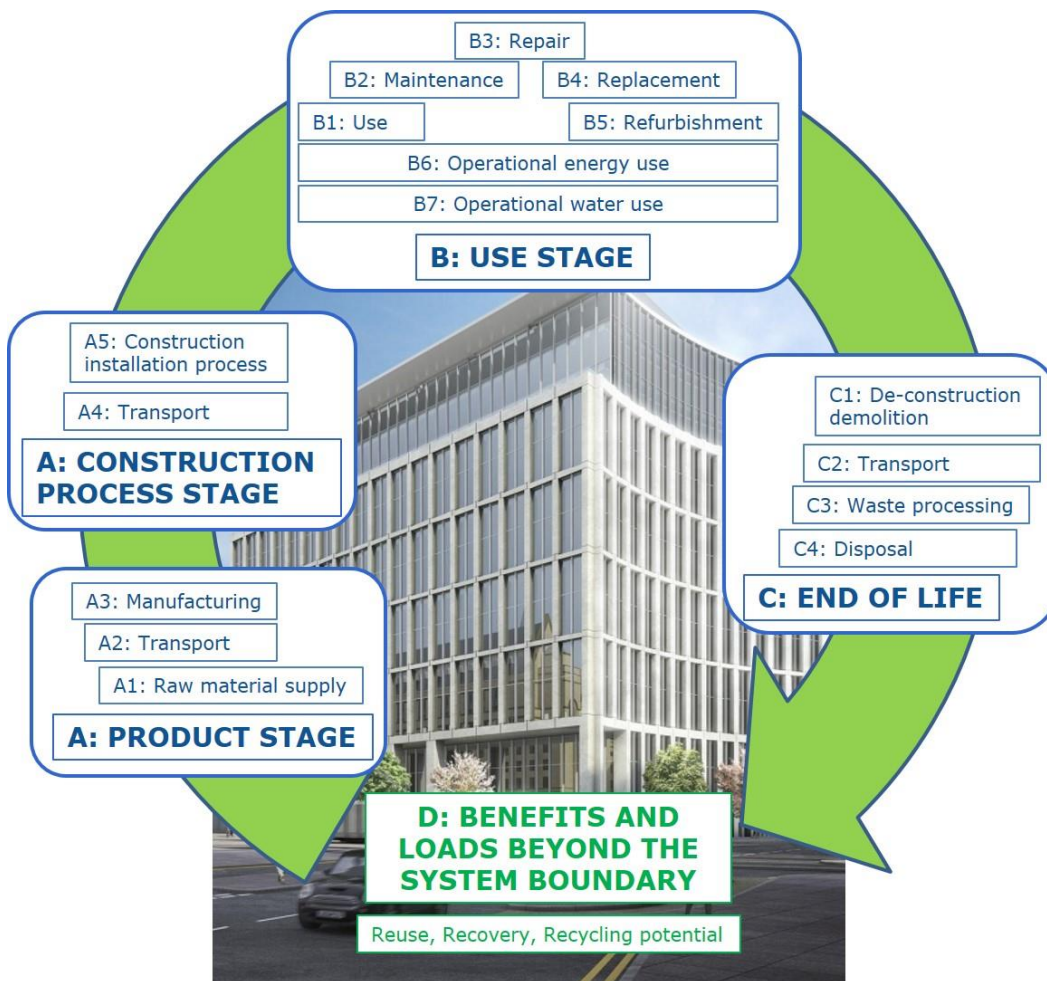 B3: Repair
B2: Maintenance
B4: Replacement
B1: Use
B5: Refurbishment
B6: Operational energy use
B7: Operational water use
B: USE STAGE
A5: Construction
installation process
A4: Transport
A: CONSTRUCTION
PROCESS STAGE
C1: De-construction
demolition
C2: Transport
C3: Waste processing
C4: Disposal
C: END OF LIFE
A3: Manufacturing
A2: Transport
A1: Raw material supply
A: PRODUCT STAGE
D: BENEFITS AND
LOADS BEYOND THE
SYSTEM BOUNDARY
Reuse, Recovery, Recycling potential